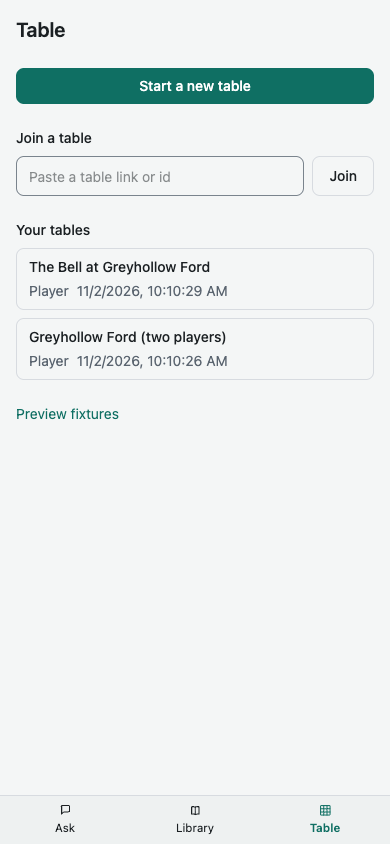 Table
Start a new table
Join a table
Paste a table link or id
Join
Your tables
The Bell at Greyhollow Ford
Player 11/2/2026, 10:10:29 AM
Greyhollow Ford (two players)
Player 11/2/2026, 10:10:26 AM
Preview fixtures
Ask
Library
Table